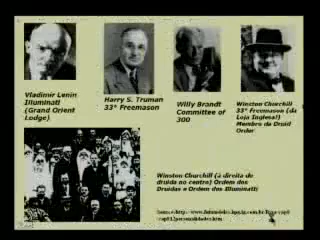 Vladimir Lenin
Illuminati
(Grand Orient
Lodge)
Harry S. Truman
33° Freemason
Willy Brandt
Committee of
300
Winston Churchill
33° Freemason (da
Loja Inglesa!)
Membro da Druid
Order
Winston Churchill (à direita de
druida no centro) Ordem dos
Druidas e Ordem dos Illuminatti